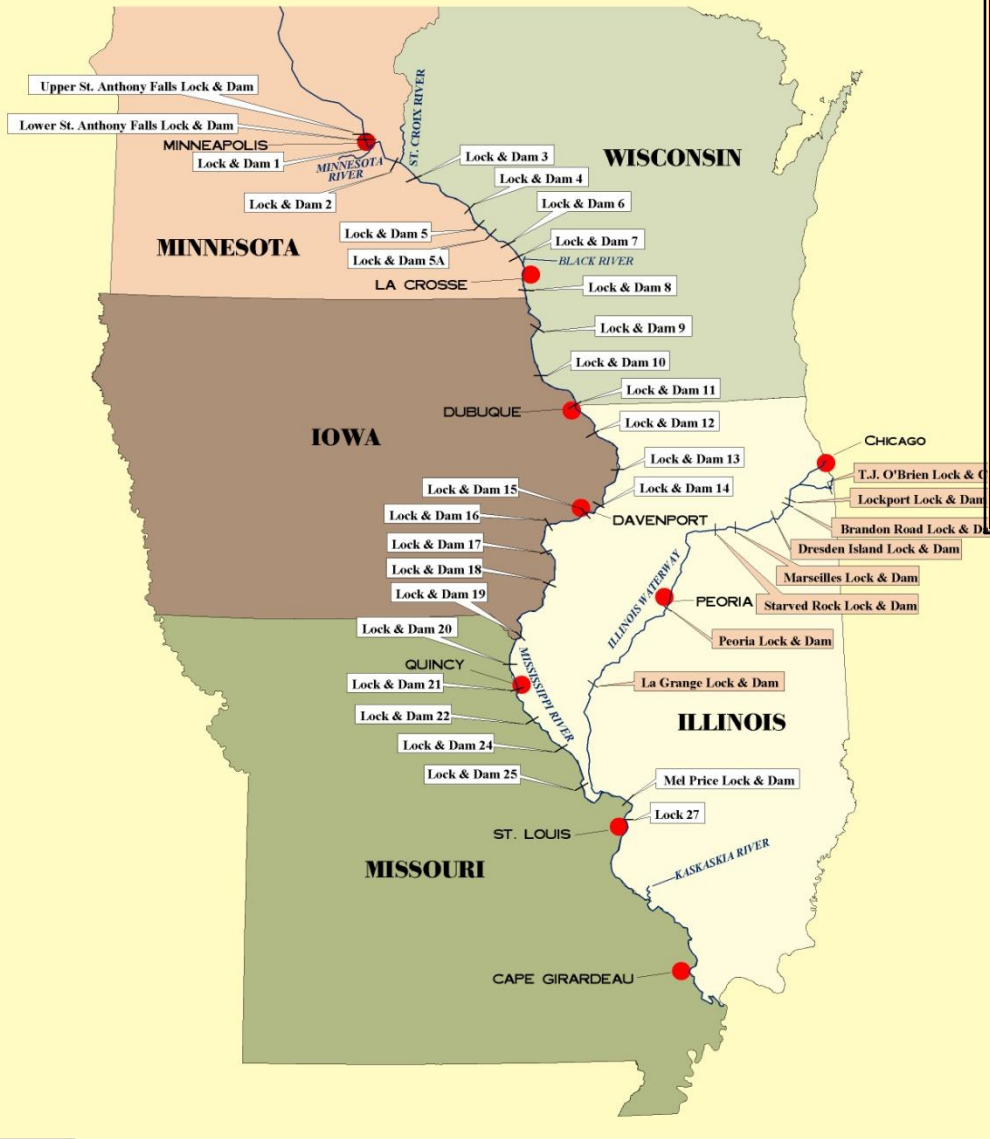 Upper St. Anthony Falls Lock & Dam
Lower St. Anthony Falls Lock & Dam
MINNEAPOLIS
Lock & Dam 1
MINNESOTA
RIVER
ST. CROIX RIVER
Lock & Dam 2
Lock & Dam 3
WISCONSIN
Lock & Dam 4
Lock & Dam 6
Lock & Dam 5
Lock & Dam 7
MINNESOTA
Lock & Dam 5A
BLACK RIVER
LA CROSSE
Lock & Dam 8
Lock & Dam 9
Lock & Dam 10
Lock & Dam 11
DUBUQUE
Lock & Dam 12
IOWA
CHICAGO
Lock & Dam 13
T.J. O'Brien Lock &
Lock & Dam 15
Lock & Dam 14
Lockport Lock & Dam
Lock & Dam 16
DAVENPORT
Brandon Road Lock & Da
Lock & Dam 17
Dresden Island Lock & Dam
Lock & Dam 18
ILLINOIS WATERWAY
Marseilles Lock & Dam
Lock & Dam 19
PEORIA
Starved Rock Lock & Dam
Lock & Dam 20
Peoria Lock & Dam
QUINCY
MISSISSIPPI RIVER
Lock & Dam 21
La Grange Lock & Dam
Lock & Dam 22
ILLINOIS
Lock & Dam 24
Lock & Dam 25
Mel Price Lock & Dam
Lock 27
ST. LOUIS
MISSOURI
KASKASKIA RIVER
CAPE GIRARDEAU